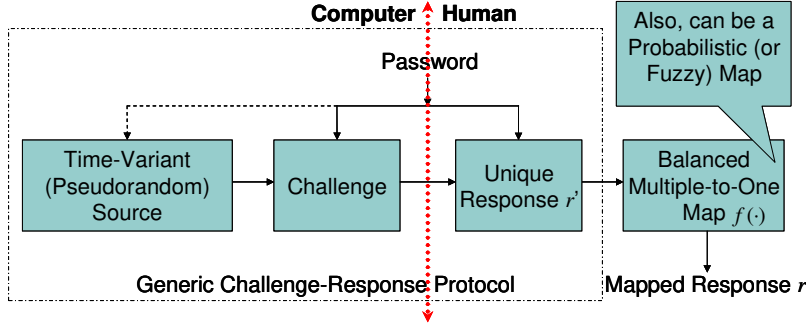 Computer Human
Also, can be a
Probabilistic (or
Fuzzy) Map
Password
Time-Variant
(Pseudorandom)
Source
Challenge
Unique
Response r'
Balanced
Multiple-to-One
Map f(·)
Generic Challenge-Response Protocol
Mapped Response r